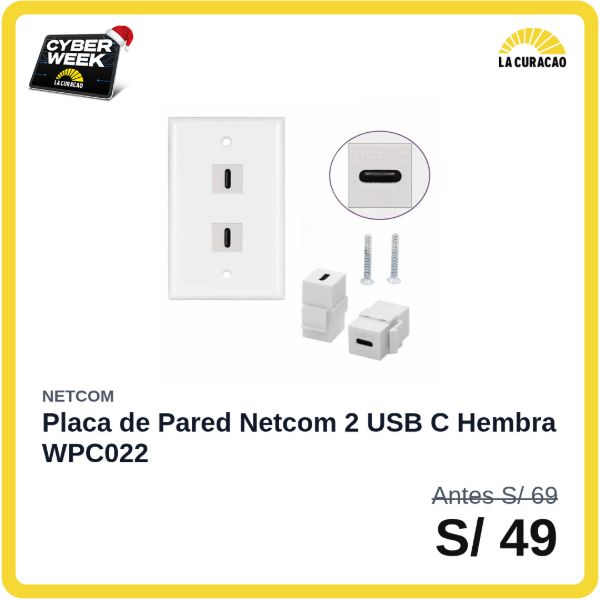 CYBER
WEEK
LA CURACAO
LA CURACAO
USB-C
NETCOM
Placa de Pared Netcom 2 USB C Hembra
WPC022
Antes S/ 69
S/ 49